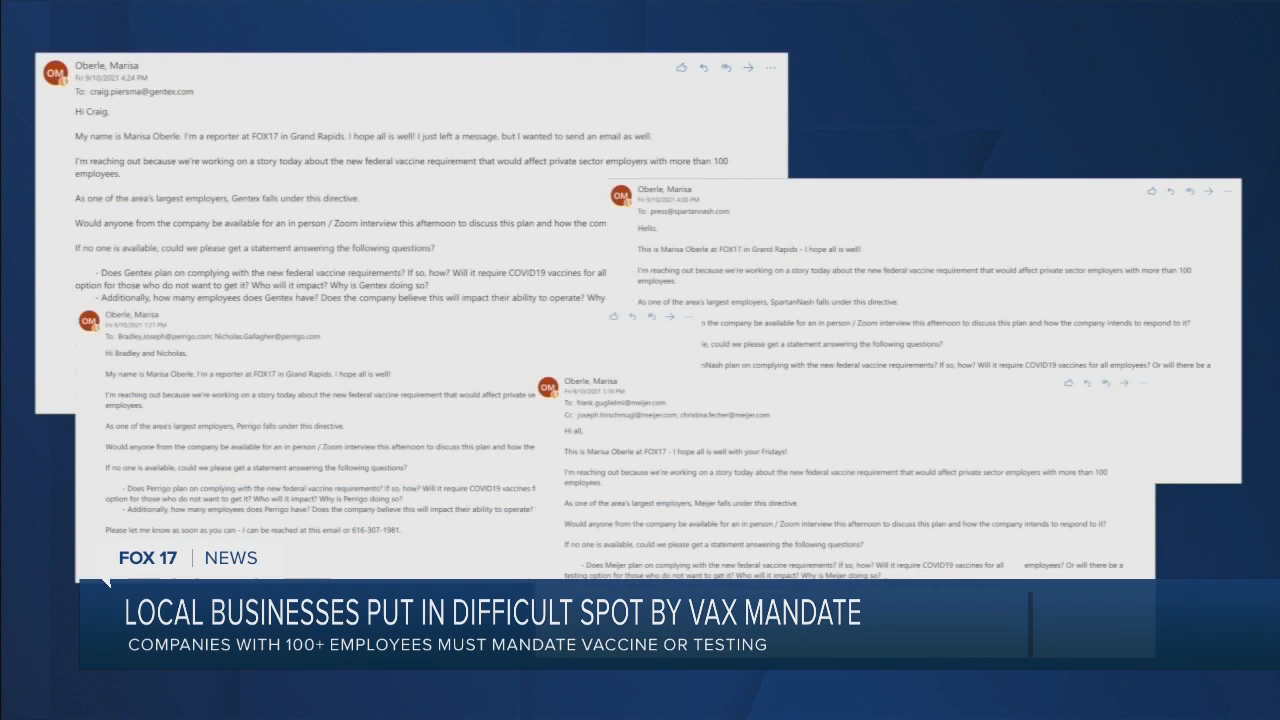 OM
Oberle, Marisa
Fri 9/10/2021 4:24 PM
To: craig.piersma@gentex.com
Hi Craig,
My name is Marisa Oberle. I'm a reporter at FOX17 in Grand Rapids. I hope all is well! I just left a message, but I wanted to send an email as well.
I'm reaching out because we're working on a story today about the new federal vaccine requirement that would affect private sector employers with more than 100
employees.
As one of the area's largest employers, Gentex falls under this directive.
Would anyone from the company be available for an in person / Zoom interview this afternoon to discuss this plan and how the com
If no one is available, could we please get a statement answering the following questions?
- Does Gentex plan on complying with the new federal vaccine requirements? If so, how? Will it require COVID19 vaccines for all
option for those who do not want to get it? Who will it impact? Why is Gentex doing so?
- Additionally, how many employees does Gentex have? Does the company believe this will impact their ability to operate? Why
OM
Oberle, Marisa
Fri 9/10/2021 4:06 PM
To: press@spartannash.com
Hello,
This is Marisa Oberle at FOX17 in Grand Rapids - I hope all is well!
I'm reaching out because we're working on a story today about the new federal vaccine requirement that would affect private sector employers with more than 100
employees.
As one of the area's largest employers, SpartanNash falls under this directive.
the company be available for an in person / Zoom interview this afternoon to discuss this plan and how the company intends to respond to it?
le, could we please get a statement answering the following questions?
nNash plan on complying with the new federal vaccine requirements? If so, how? Will it require COVID19 vaccines for all employees? Or will there be a
OM
Oberle, Marisa
Fri 9/10/2021 1:21 PM
To: Bradley.Joseph@perrigo.com; Nicholas.Gallagher@perrigo.com
Hi Bradley and Nicholas,
My name is Marisa Oberle. I'm a reporter at FOX17 in Grand Rapids. I hope all is well!
I'm reaching out because we're working on a story today about the new federal vaccine requirement that would affect private se
employers.
As one of the area's largest employers, Perrigo falls under this directive.
Would anyone from the company be available for an in person / Zoom interview this afternoon to discuss this plan and how the
If no one is available, could we please get a statement answering the following questions?
- Does Perrigo plan on complying with the new federal vaccine requirements? If so, how? Will it require COVID19 vaccines f
option for those who do not want to get it? Who will it impact? Why is Perrigo doing so?
- Additionally, how many employees does Perrigo have? Does the company believe this will impact their ability to operate?
Please let me know as soon as you can - I can be reached at this email or 616-307-1981.
OM
Oberle, Marisa
Fri 9/10/2021 1:10 PM
To: frank.guglielmi@meijer.com
Cc: joseph.hirschmugl@meijer.com; christina.fecher@meijer.com
Hi all,
This is Marisa Oberle at FOX17 - I hope all is well with your Fridays!
I'm reaching out because we're working on a story today about the new federal vaccine requirement that would affect private sector employers with more than 100
employees.
As one of the area's largest employers, Meijer falls under this directive.
Would anyone from the company be available for an in person / Zoom interview this afternoon to discuss this plan and how the company intends to respond to it?
If no one is available, could we please get a statement answering the following questions?
- Does Meijer plan on complying with the new federal vaccine requirements? If so, how? Will it require COVID19 vaccines for all employees? Or will there be a
testing option for those who do not want to get it? Who will it impact? Why is Meijer doing so?
FOX 17 NEWS
LOCAL BUSINESSES PUT IN DIFFICULT SPOT BY VAX MANDATE
COMPANIES WITH 100+ EMPLOYEES MUST MANDATE VACCINE OR TESTING